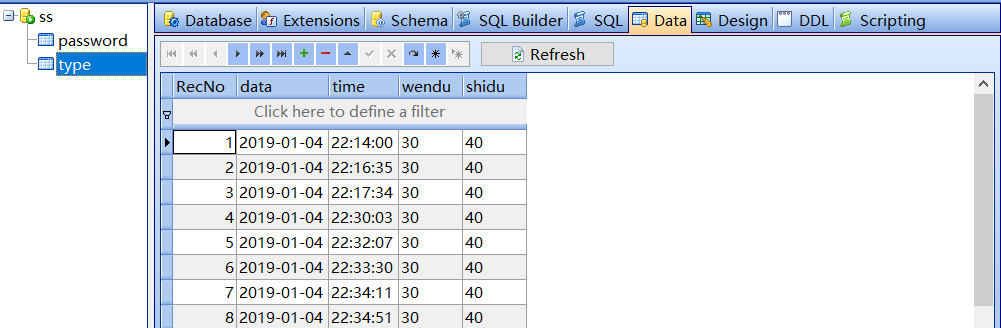 ss
password
type
Database Extensions Schema SQL Builder SQL Data Design DDL Scripting
Refresh
RecNo data time wendu shidu
Click here to define a filter
1 2019-01-04 22:14:00 30 40
2 2019-01-04 22:16:35 30 40
3 2019-01-04 22:17:34 30 40
4 2019-01-04 22:30:03 30 40
5 2019-01-04 22:32:07 30 40
6 2019-01-04 22:33:30 30 40
7 2019-01-04 22:34:11 30 40
8 2019-01-04 22:34:51 30 40